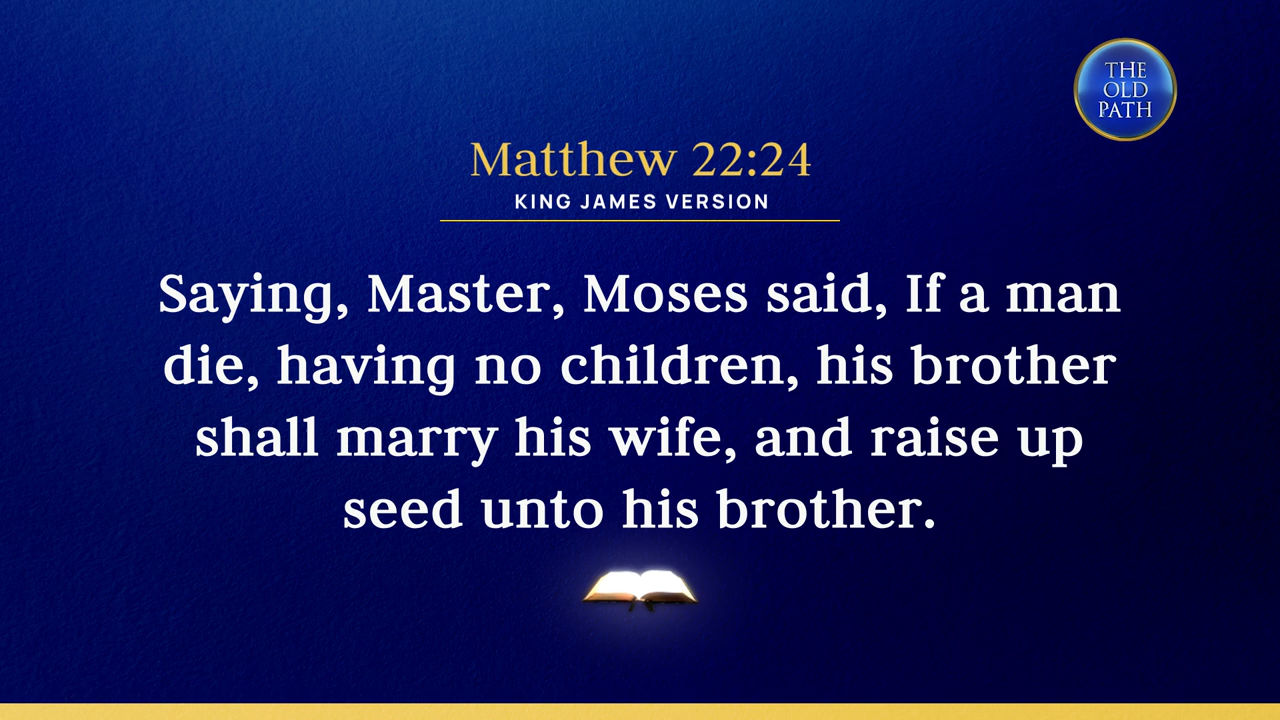 THE
OLD
PATH
Matthew 22:24
KING JAMES VERSION
Saying, Master, Moses said, If a man
die, having no children, his brother
shall marry his wife, and raise up
seed unto his brother.